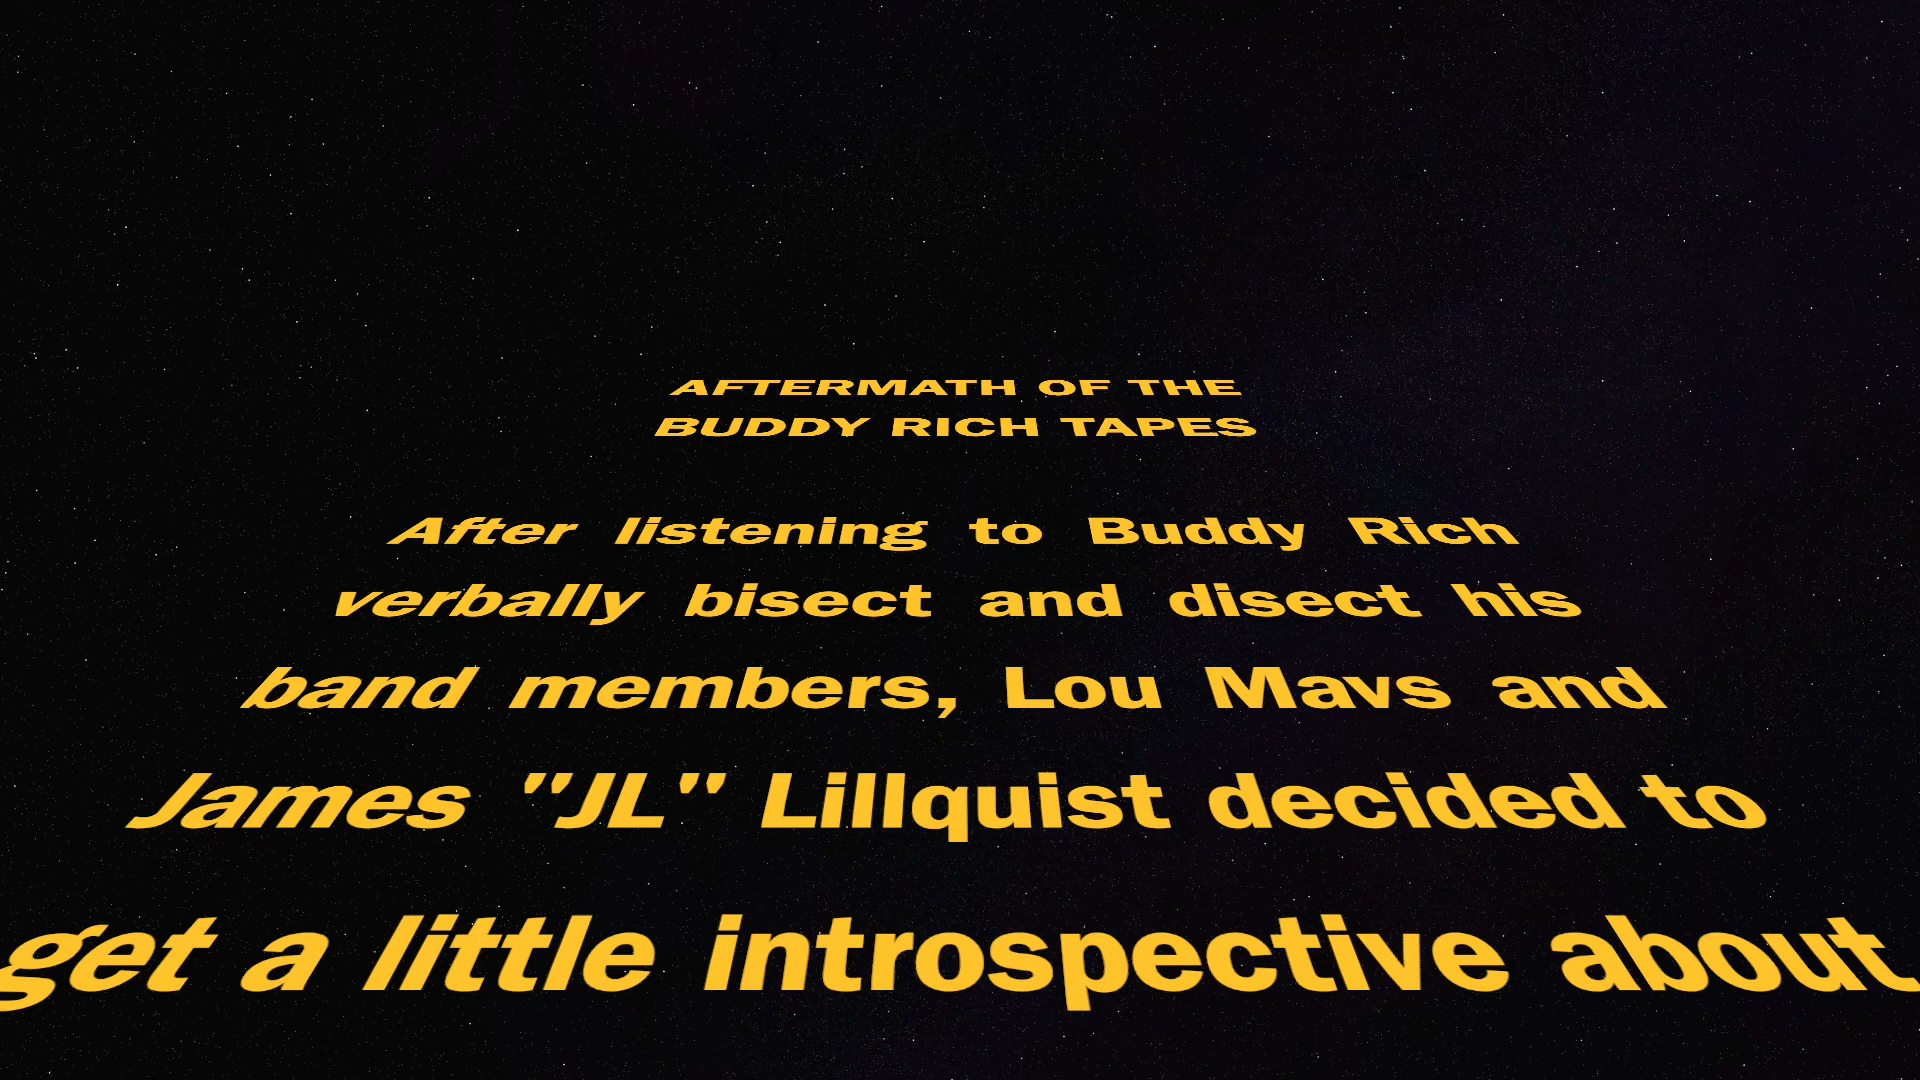 AFTERMATH OF THE
BUDDY RICH TAPES
After listening to Buddy Rich
verbally bisect and disect his
band members, Lou Mavs and
James "JL" Lillquist decided to
get a little introspective about